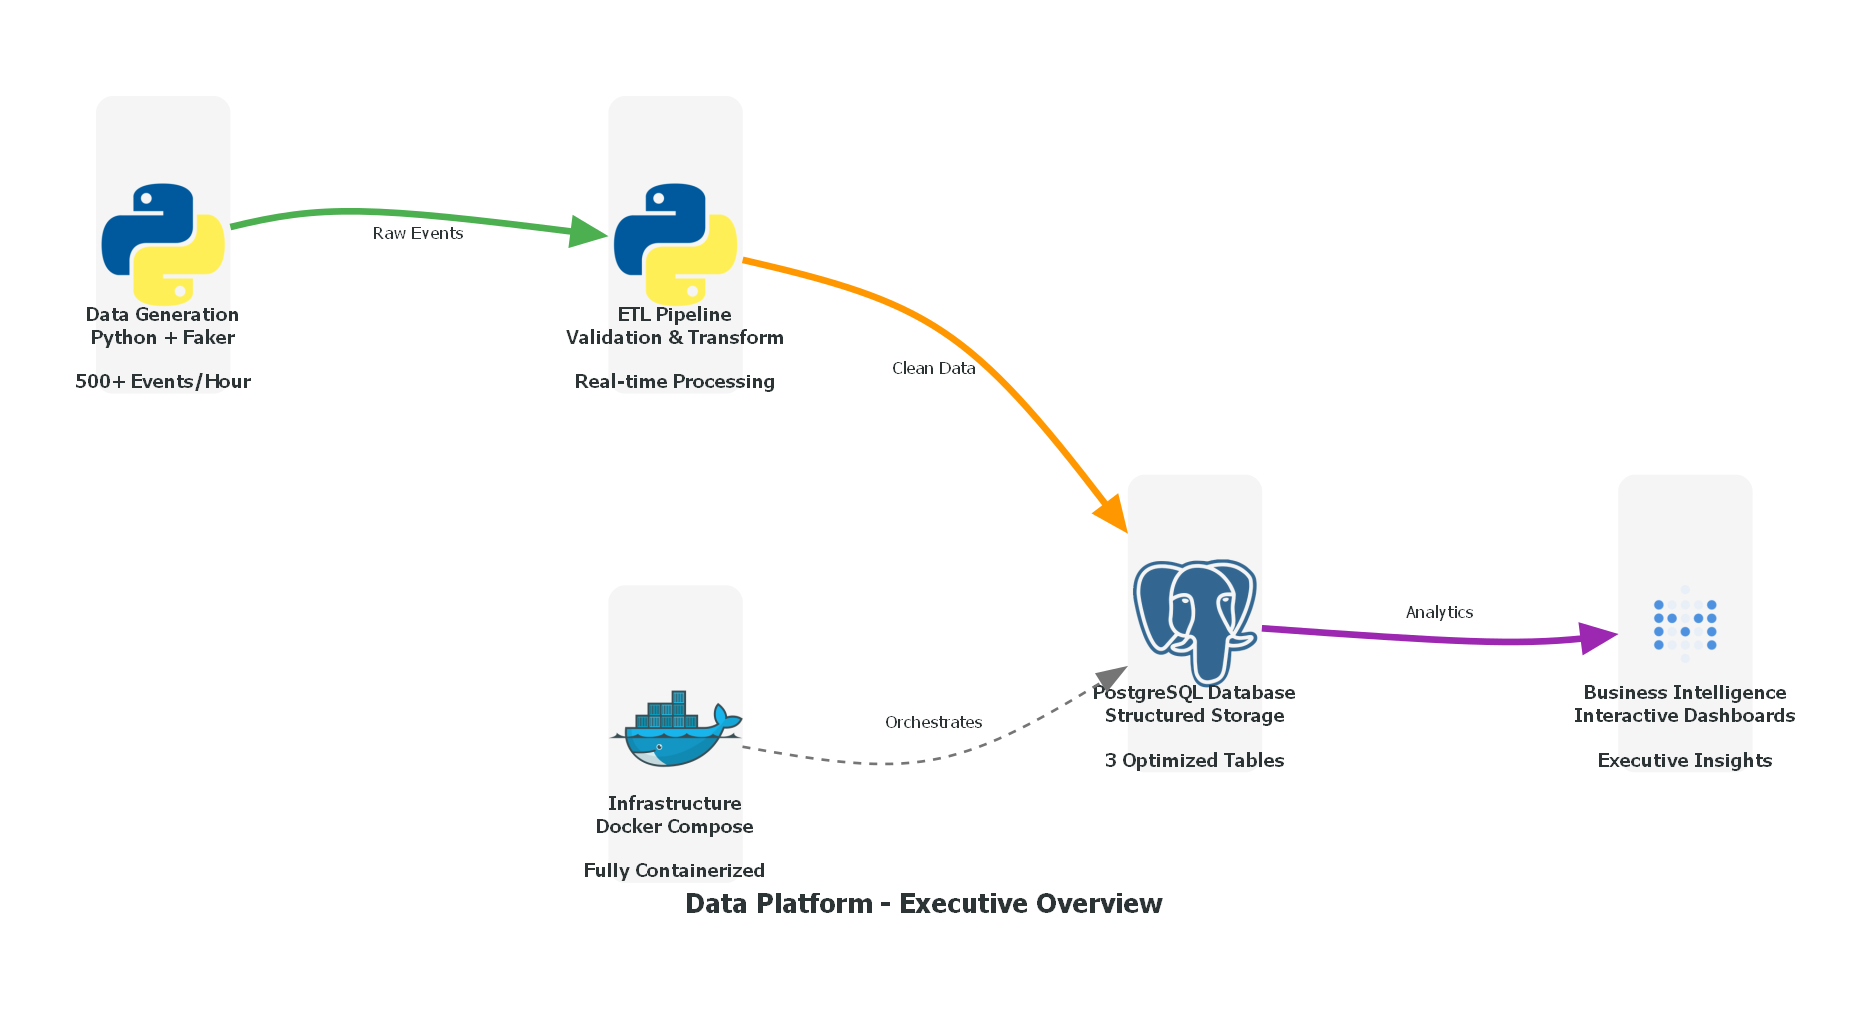 Raw Events
Data Generation
Python + Faker
500+ Events/Hour
ETL Pipeline
Validation & Transform
Real-time Processing
Clean Data
Analytics
Orchestrates
PostgreSQL Database
Structured Storage
3 Optimized Tables
Business Intelligence
Interactive Dashboards
Executive Insights
Infrastructure
Docker Compose
Fully Containerized
Data Platform - Executive Overview